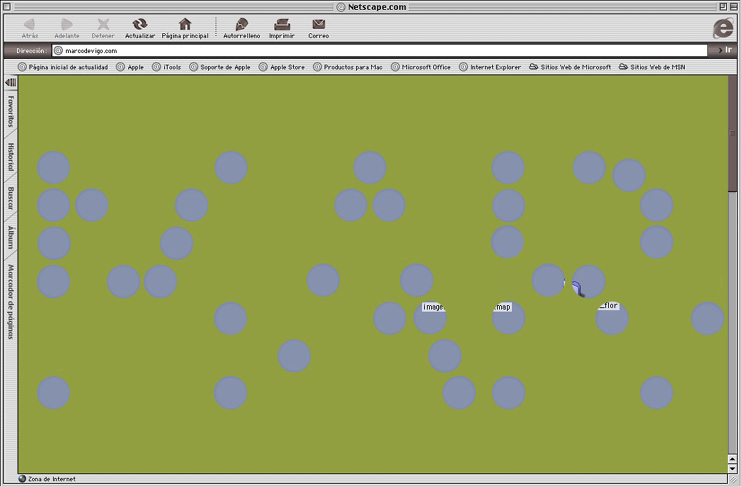 Netscape.com
Atrás Adelante Detener Actualizar Página principal Autorrelleno Imprimir Correo
Dirección: marcodevigo.com Ir
Página inicial de actualidad Apple iTools Soporte de Apple Apple Store Productos para Mac Microsoft Office Internet Explorer Sitios Web de Microsoft Sitios Web de MSN
Favoritos
Historial
Buscar
Álbum
Marcador de páginas
image. .map _flor
Zona de Internet